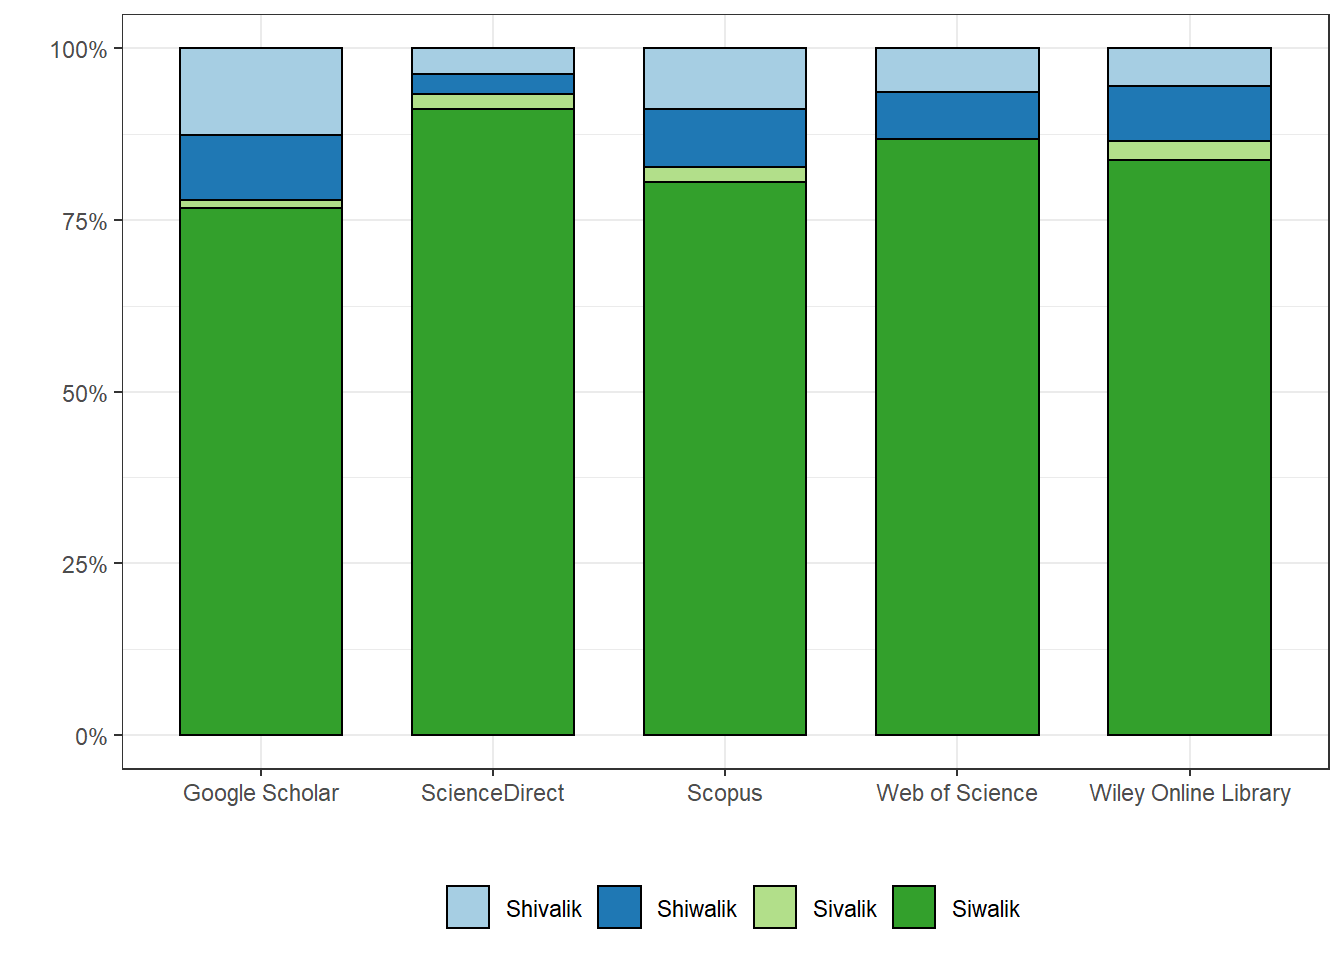 100%
75%
50%
25%
0%
Google Scholar ScienceDirect Scopus Web of Science Wiley Online Library
Shivalik Shiwalik Sivalik Siwalik